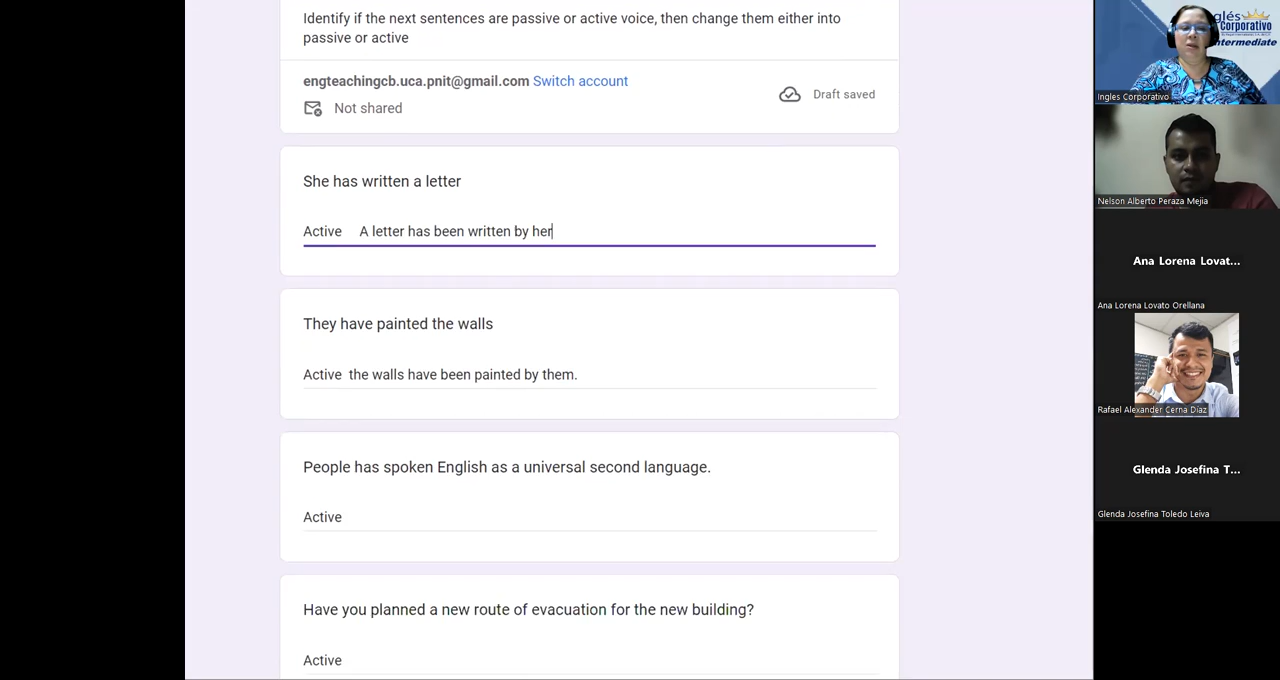 Identify if the next sentences are passive or active voice, then change them either into
passive or active
engteachingcb.uca.pnit@gmail.com Switch account
Not shared
Draft saved
She has written a letter
Active A letter has been written by her
They have painted the walls
Active the walls have been painted by them.
People has spoken English as a universal second language.
Active
Have you planned a new route of evacuation for the new building?
Active
glés
Corporativo
ntermediate
Ingles Corporativo
Nelson Alberto Peraza Mejia
Ana Lorena Lovat...
Ana Lorena Lovato Orellana
Rafael Alexander Cerna Diaz
Glenda Josefina T...
Glenda Josefina Toledo Leiva